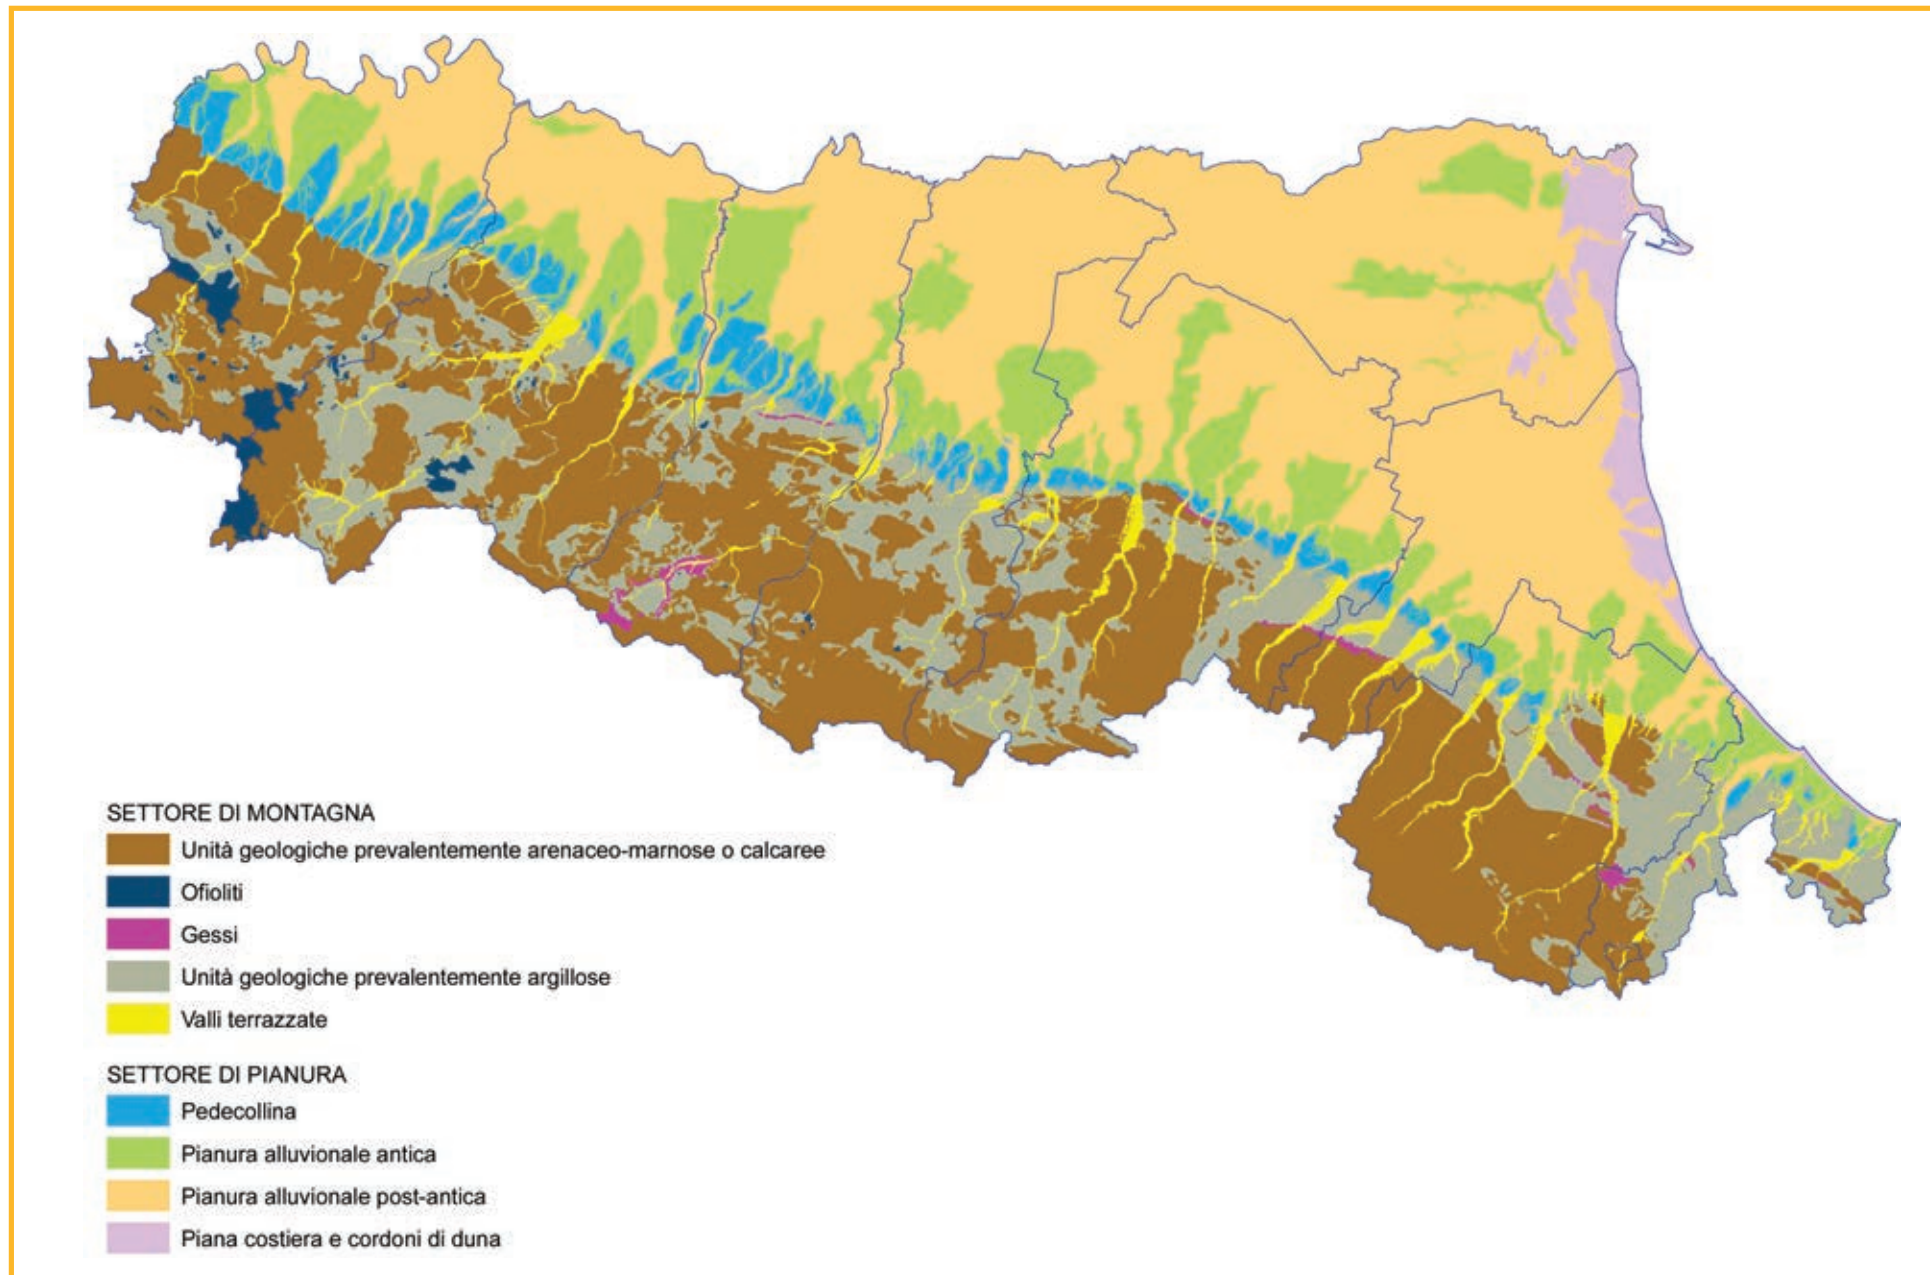 SETTORE DI MONTAGNA
Unità geologiche prevalentemente arenaceo-marnose o calcaree
Ofioliti
Gessi
Unità geologiche prevalentemente argillose
Valli terrazzate
SETTORE DI PIANURA
Pedecollina
Pianura alluvionale antica
Pianura alluvionale post-antica
Piana costiera e cordoni di duna